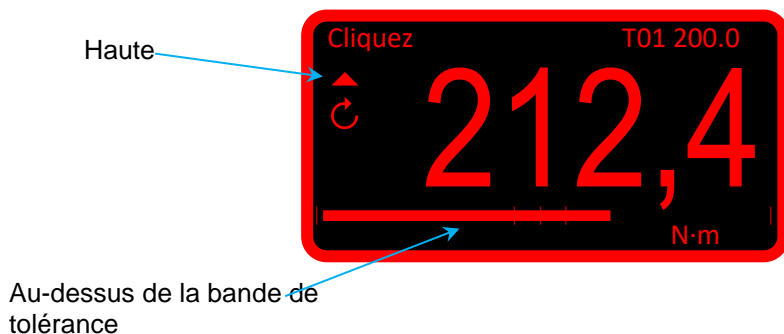 Haute
Cliquez T01 200.0
212,4
N·m
Au-dessus de la bande de
tolérance